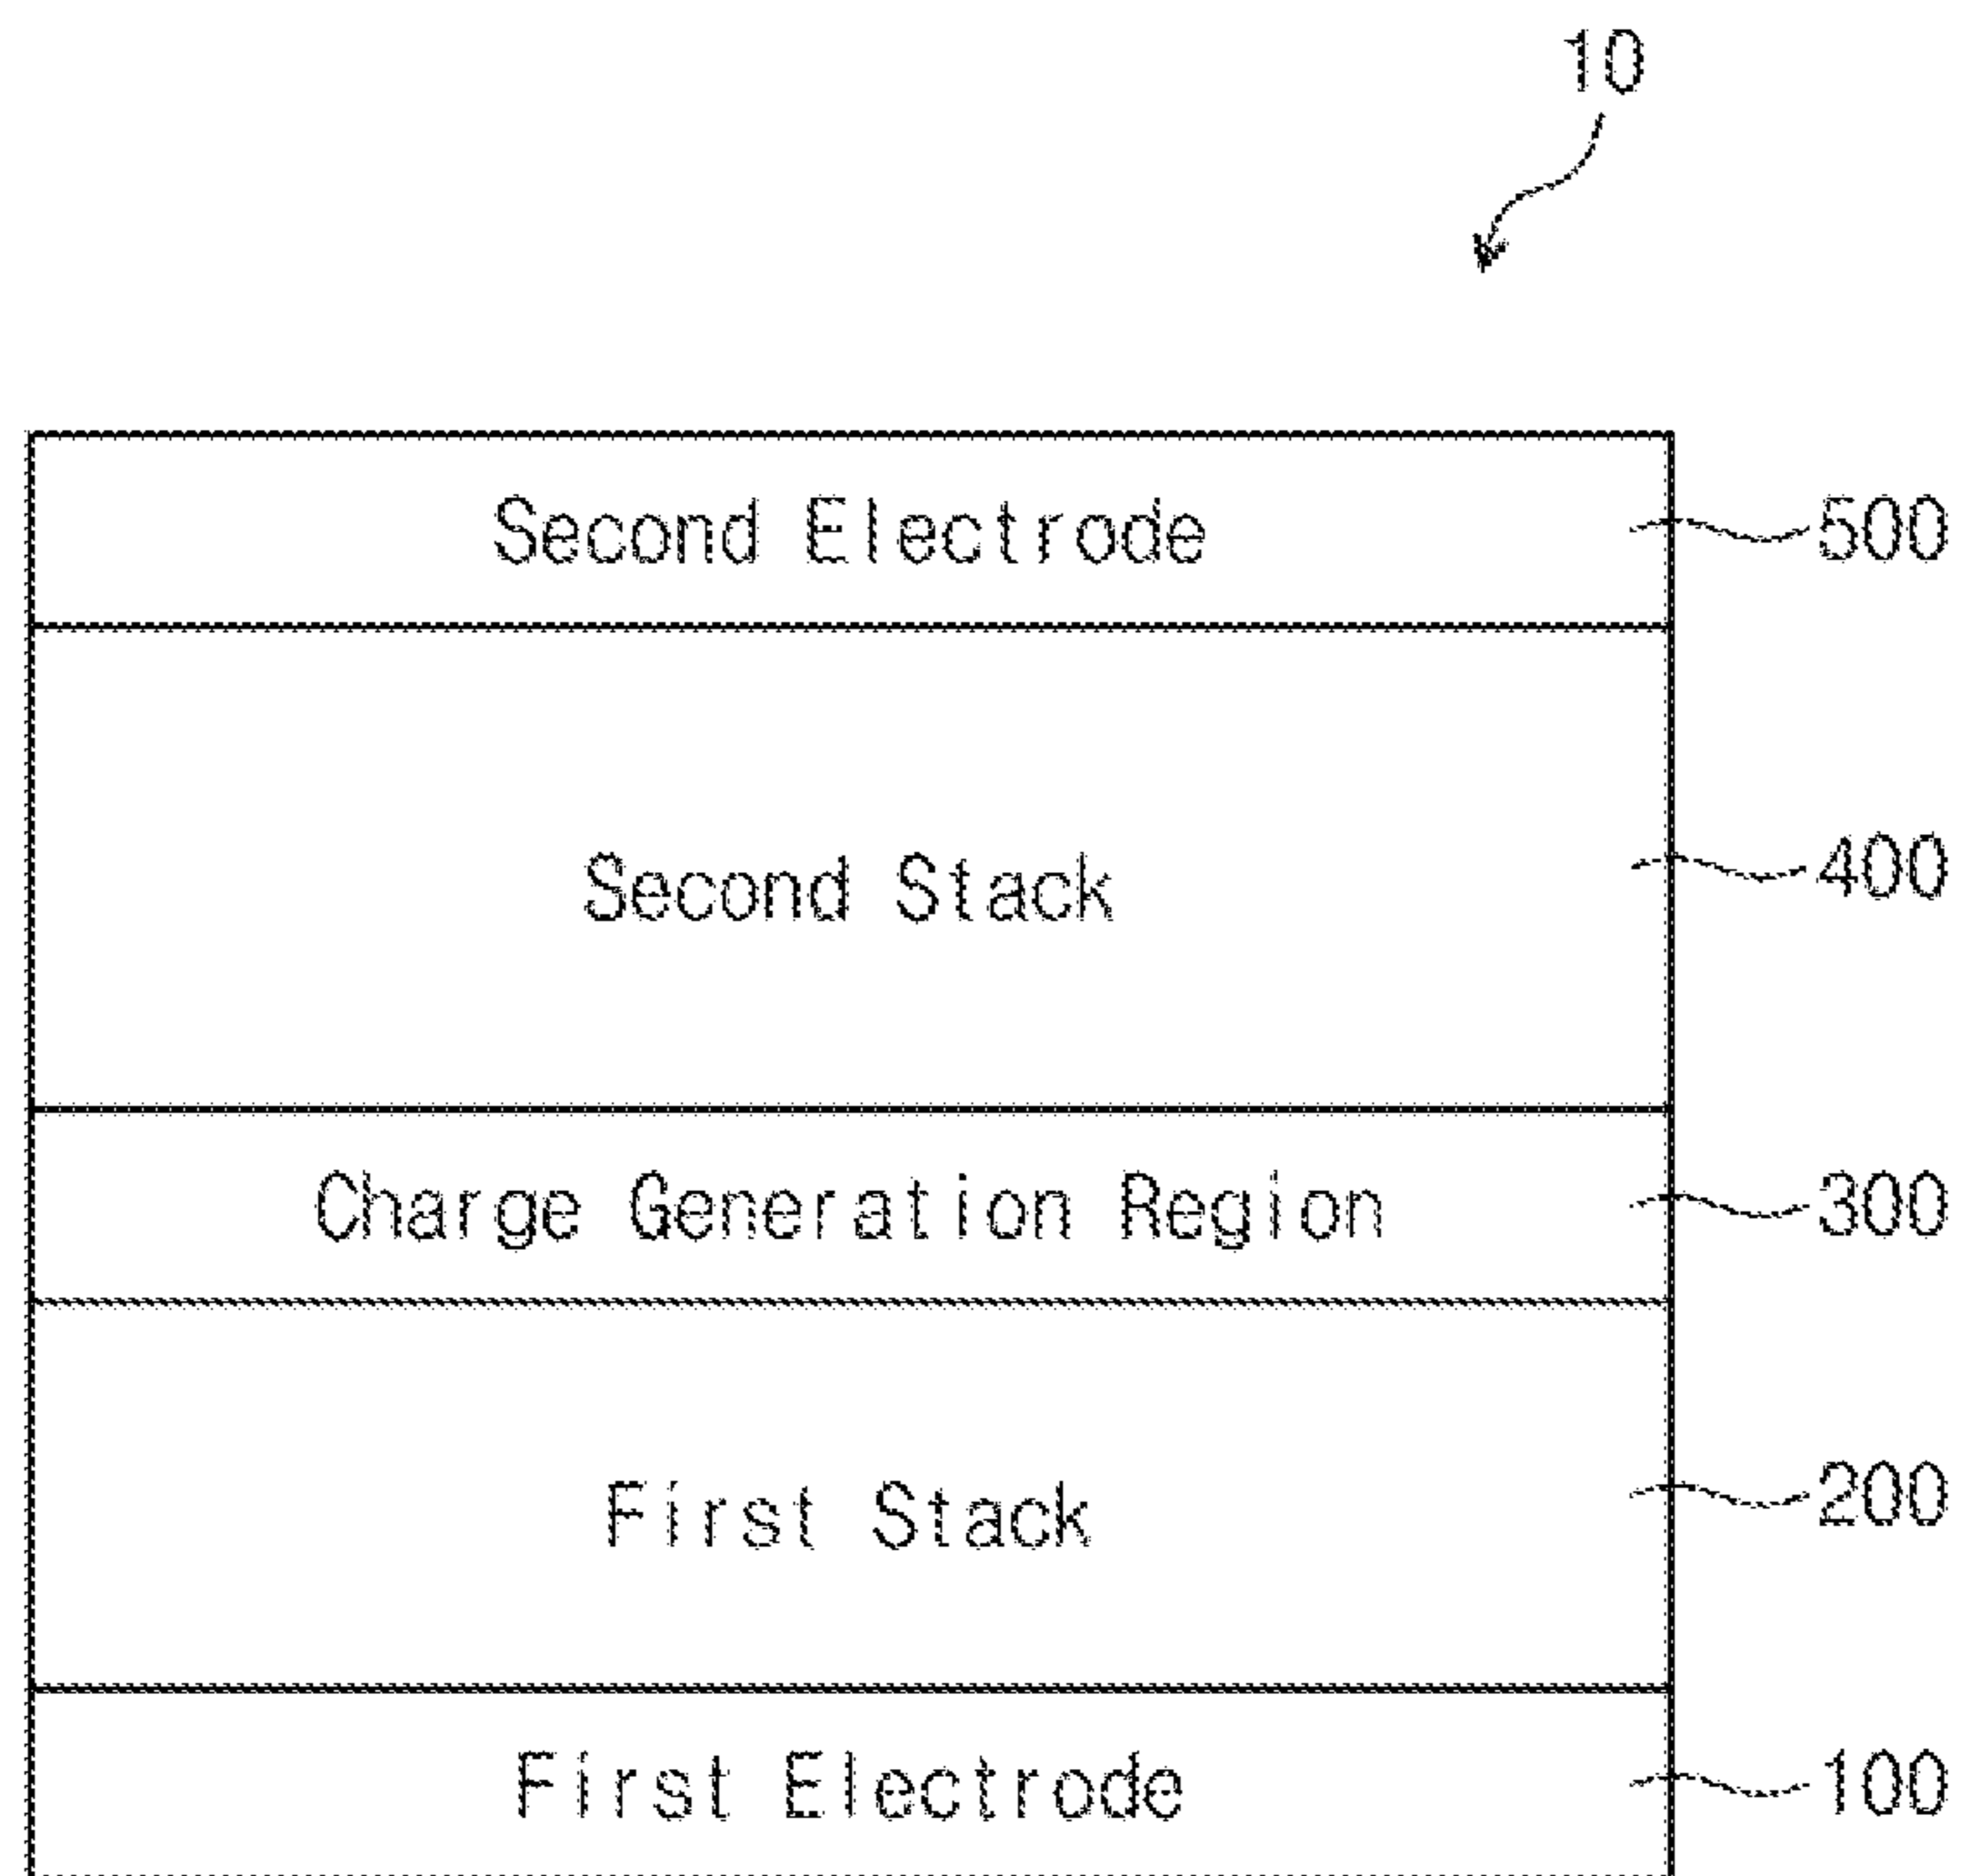 10
Second Electrode 500
Second Stack 400
Charge Generation Region 300
First Stack 200
First Electrode 100